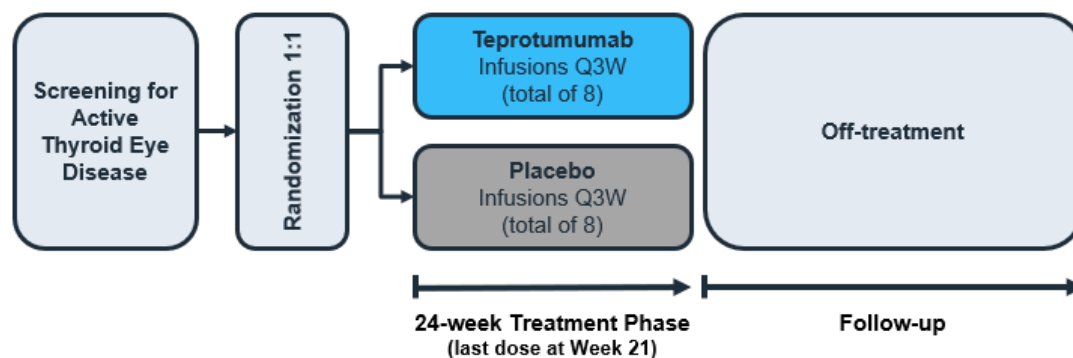 Screening for
Active
Thyroid Eye
Disease
Randomization 1:1
Teprotumumab
Infusions Q3W
(total of 8)
Placebo
Infusions Q3W
(total of 8)
Off-treatment
24-week Treatment Phase
(last dose at Week 21)
Follow-up